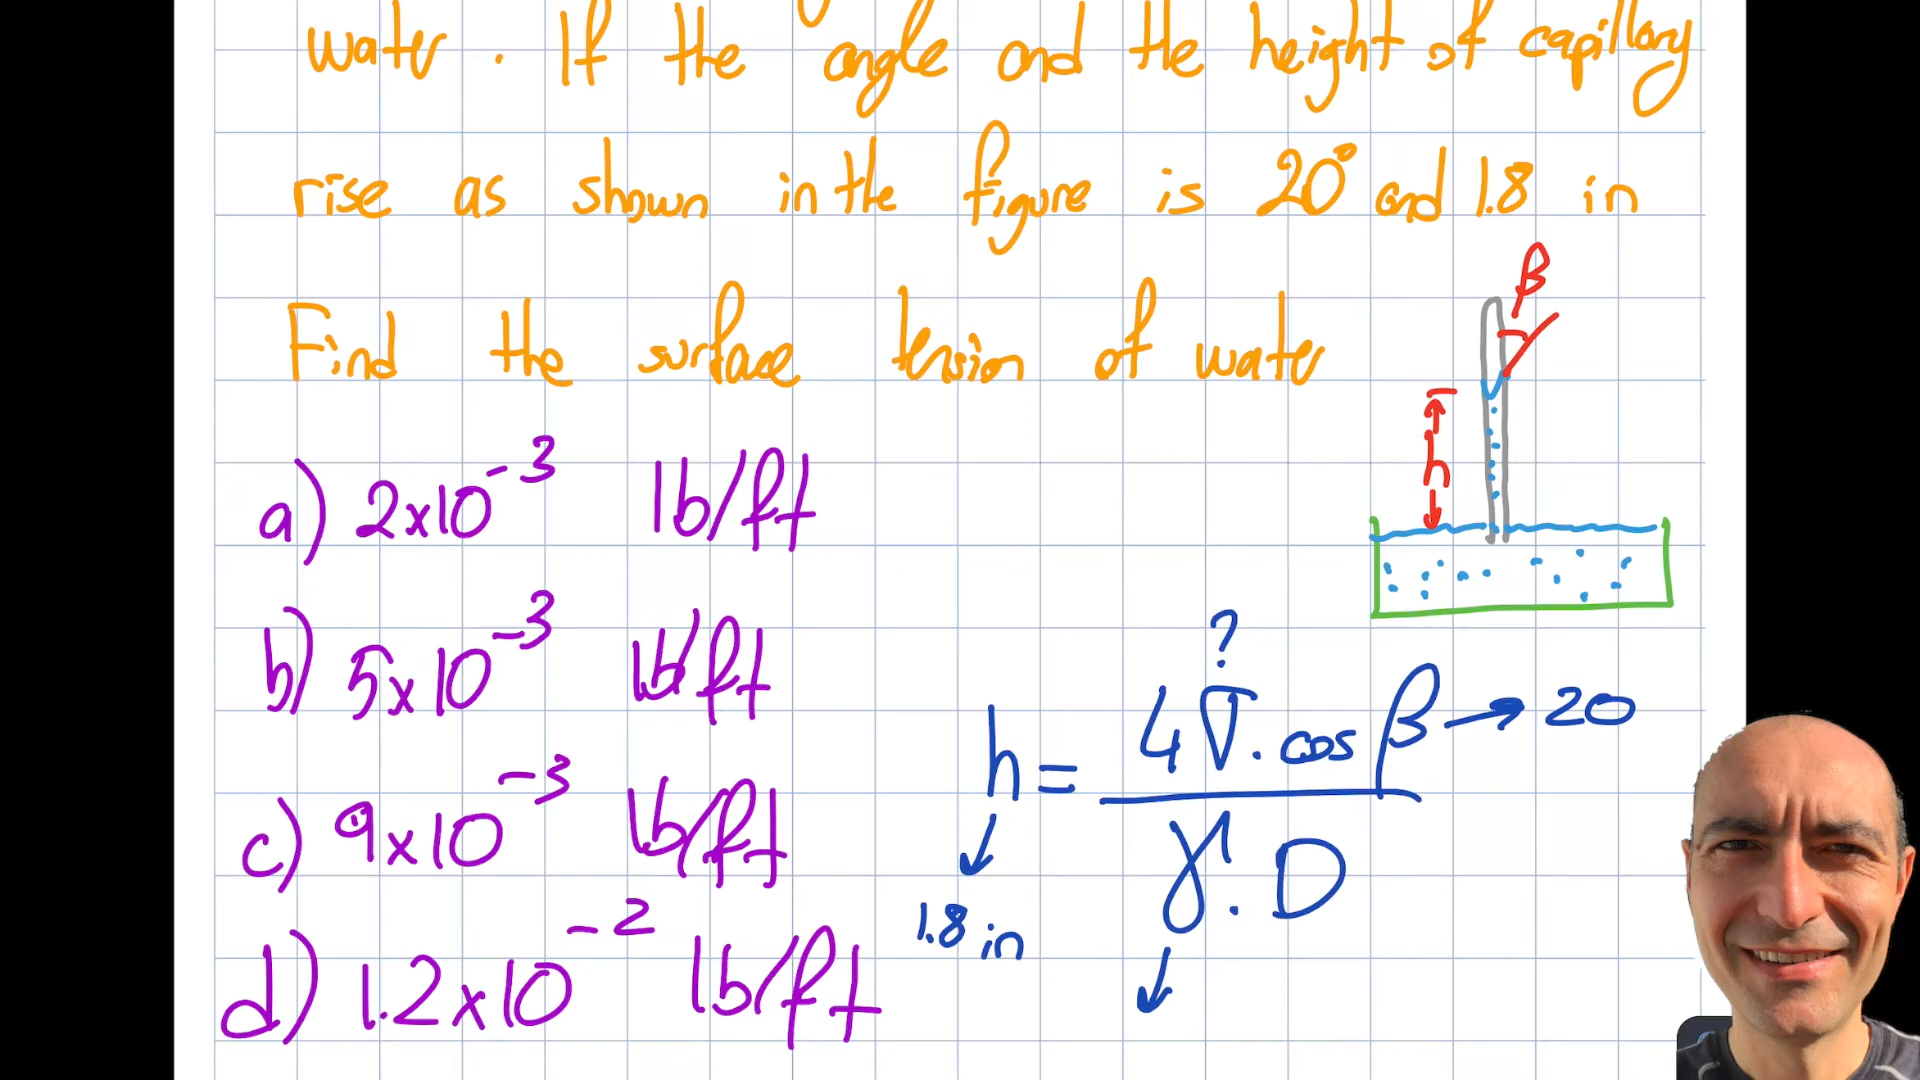 water. If the angle and the height of capillary
rise as shown in the figure is 20° and 1.8 in
Find the surface tension of water
a) 2x10⁻³ lb/ft
b) 5x10⁻³ lb/ft
c) 9x10⁻³ lb/ft
d) 1.2x10⁻² lb/ft
β
h
?
h = 4σ . cos β → 20
γ . D
1.8 in